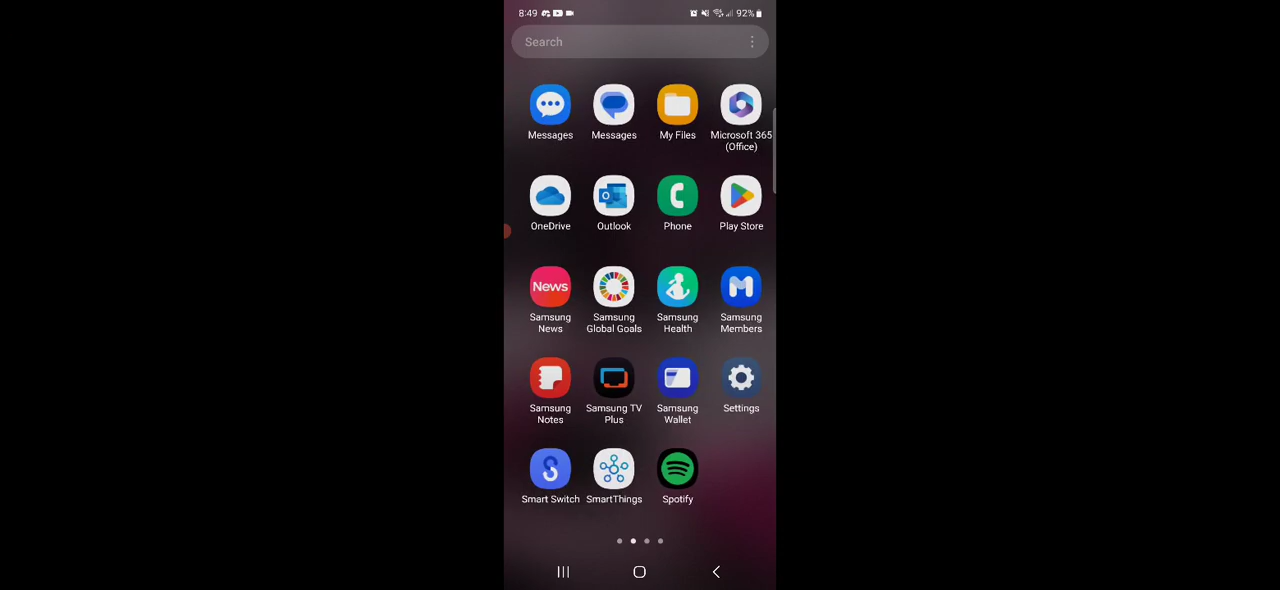 8:49 92%
Search
Messages Messages My Files Microsoft 365
(Office)
OneDrive Outlook Phone Play Store
News
Samsung Samsung Samsung Samsung
News Global Goals Health Members
Samsung Samsung TV Samsung Settings
Notes Plus Wallet
Smart Switch SmartThings Spotify